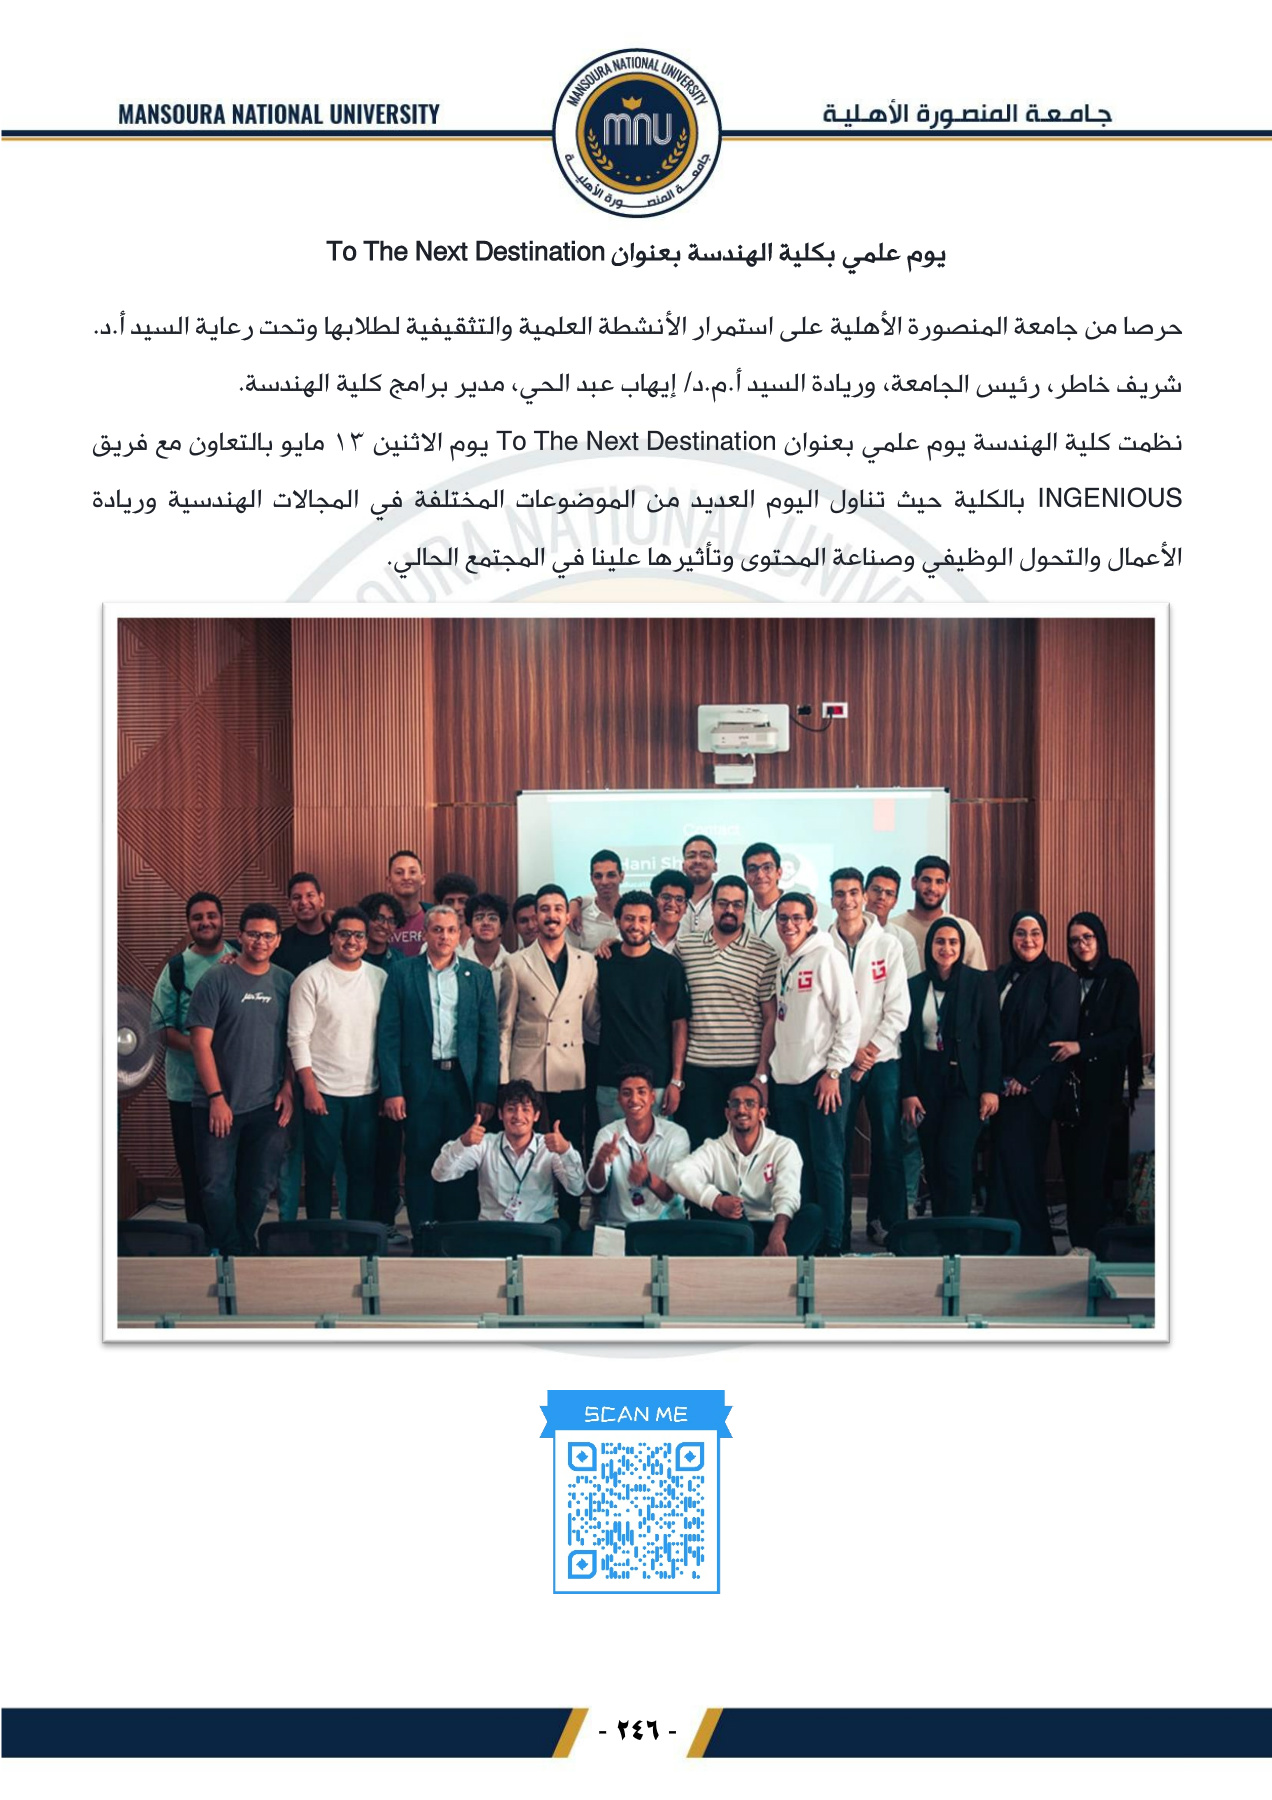 MANSOURA NATIONAL UNIVERSITY
جامعة المنصورة الأهلية
MANSOURA NATIONAL UNIVERSITY
mnu
جامعة المنصورة الأهلية
يوم علمي بكلية الهندسة بعنوان To The Next Destination
حرصا من جامعة المنصورة الأهلية على استمرار الأنشطة العلمية والتثقيفية لطلابها وتحت رعاية السيد أ.د.
شريف خاطر، رئيس الجامعة، وريادة السيد أ.م.د/ إيهاب عبد الحي، مدير برامج كلية الهندسة.
نظمت كلية الهندسة يوم علمي بعنوان To The Next Destination يوم الاثنين ١٣ مايو بالتعاون مع فريق
INGENIOUS بالكلية حيث تناول اليوم العديد من الموضوعات المختلفة في المجالات الهندسية وريادة
الأعمال والتحول الوظيفي وصناعة المحتوى وتأثيرها علينا في المجتمع الحالي.
Contact
Hani
SCAN ME
- ٢٤٦ -